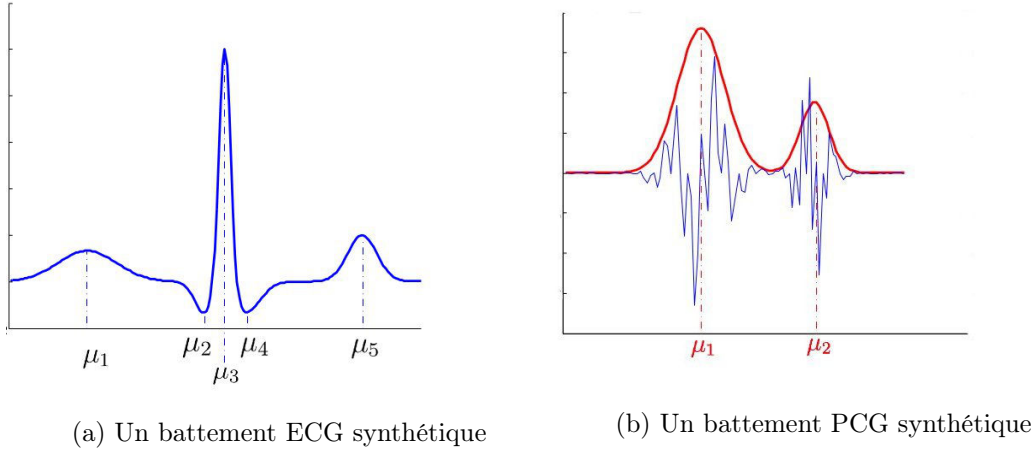 μ₁
μ₂
μ₃
μ₄
μ₅
μ₁
μ₂
(a) Un battement ECG synthétique
(b) Un battement PCG synthétique